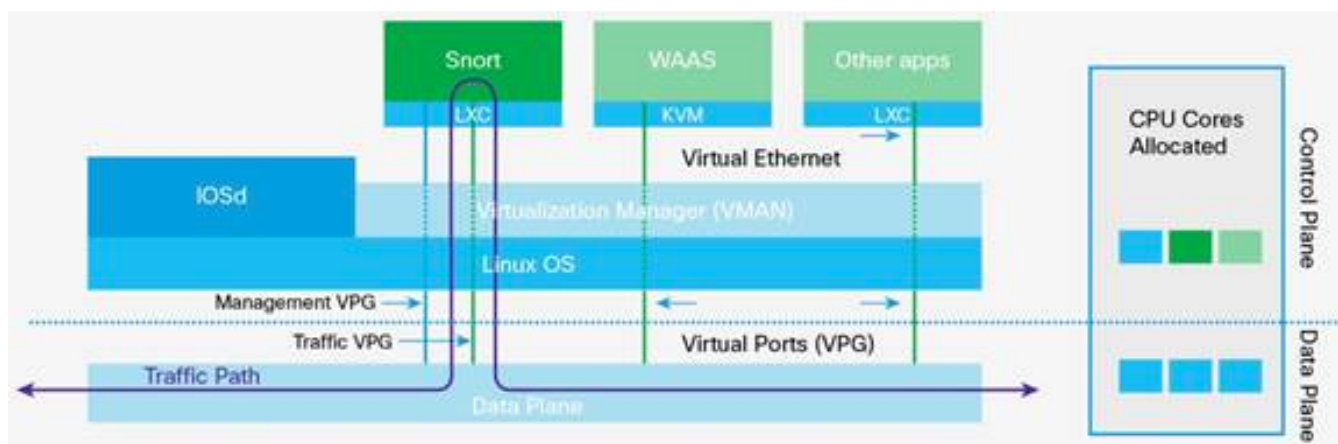 Snort
WAAS
Other apps
LXC
KVM
LXC
CPU Cores
Allocated
Control Plane
Virtual Ethernet
IOSd
Virtualization Manager (VMAN)
Linux OS
Management VPG
Traffic VPG
Virtual Ports (VPG)
Data Plane
Traffic Path
Data Plane